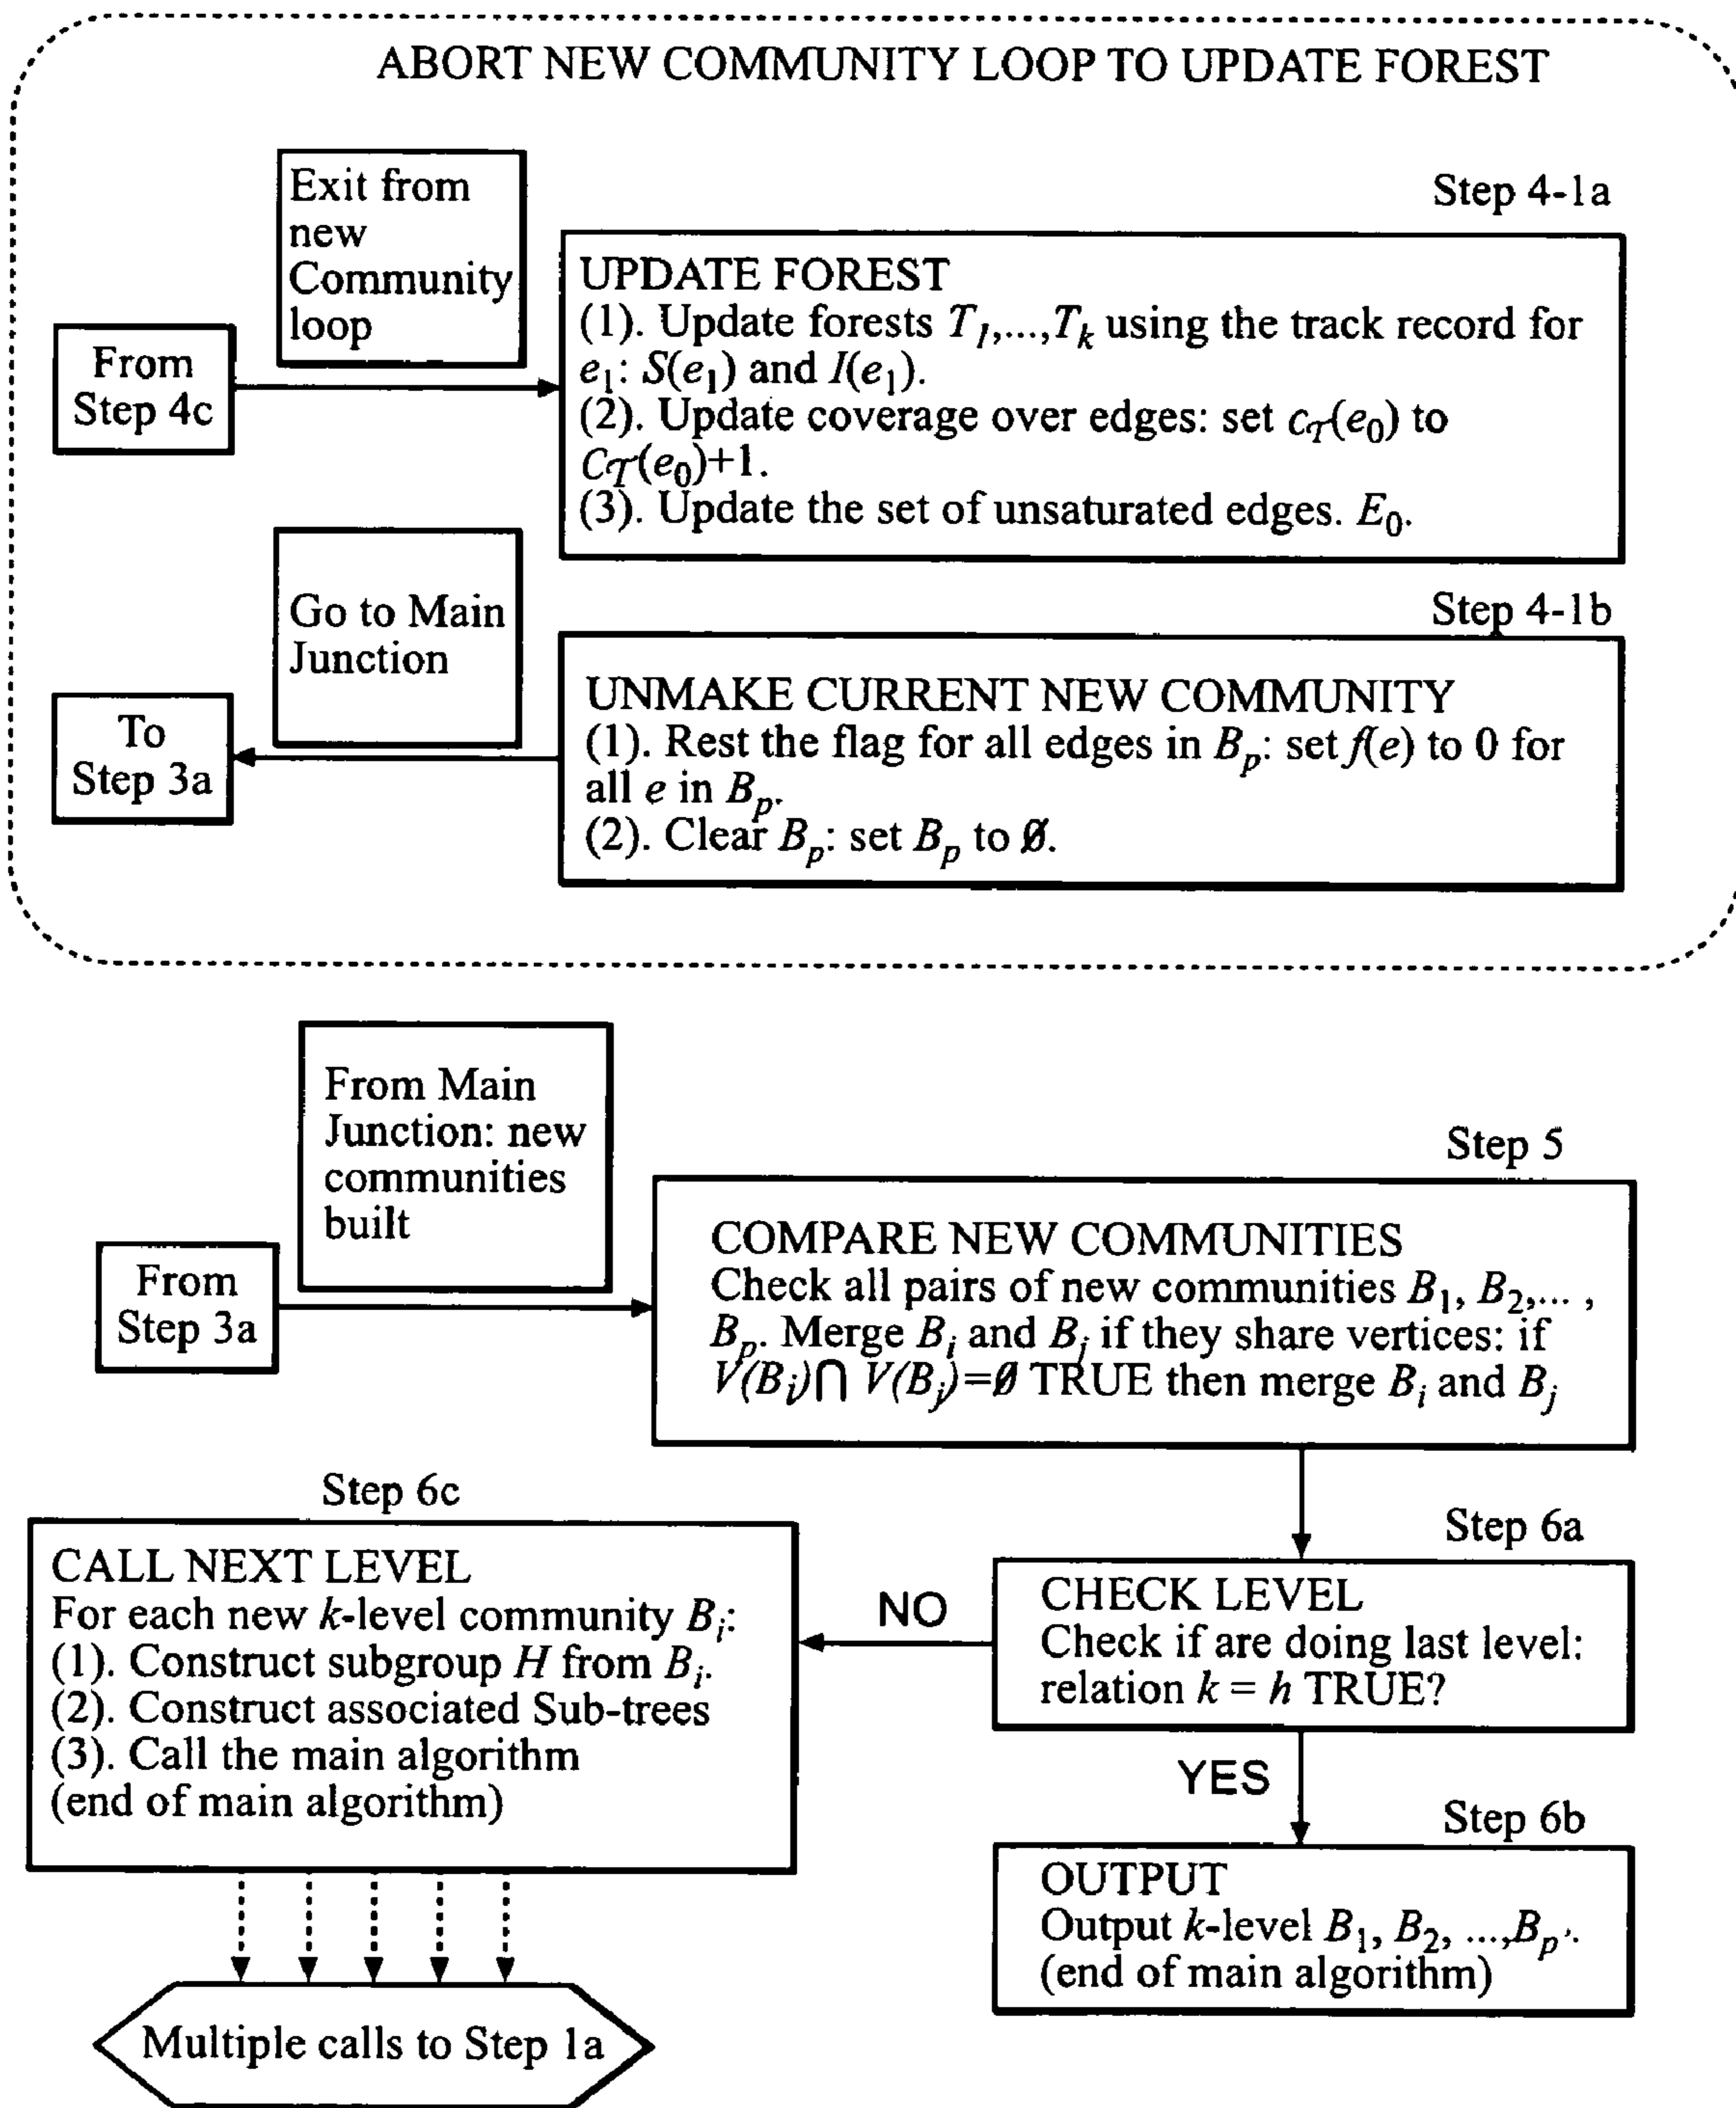 ABORT NEW COMMUNITY LOOP TO UPDATE FOREST
Exit from
new
Community
loop
From
Step 4c
Step 4-1a
UPDATE FOREST
(1). Update forests T₁,...,Tₖ using the track record for
e₁: S(e₁) and I(e₁).
(2). Update coverage over edges: set c_𝒯(e₀) to
c_𝒯(e₀)+1.
(3). Update the set of unsaturated edges. E₀.
Go to Main
Junction
To
Step 3a
Step 4-1b
UNMAKE CURRENT NEW COMMUNITY
(1). Rest the flag for all edges in Bₚ: set f(e) to 0 for
all e in Bₚ.
(2). Clear Bₚ: set Bₚ to ∅.
From Main
Junction: new
communities
built
From
Step 3a
Step 5
COMPARE NEW COMMUNITIES
Check all pairs of new communities B₁, B₂,... ,
Bₚ. Merge Bᵢ and Bⱼ if they share vertices: if
V(Bᵢ)∩ V(Bⱼ)=∅ TRUE then merge Bᵢ and Bⱼ
Step 6c
CALL NEXT LEVEL
For each new k-level community Bᵢ:
(1). Construct subgroup H from Bᵢ.
(2). Construct associated Sub-trees
(3). Call the main algorithm
(end of main algorithm)
NO
Step 6a
CHECK LEVEL
Check if are doing last level:
relation k = h TRUE?
YES
Step 6b
OUTPUT
Output k-level B₁, B₂, ...,Bₚ'.
(end of main algorithm)
Multiple calls to Step 1a